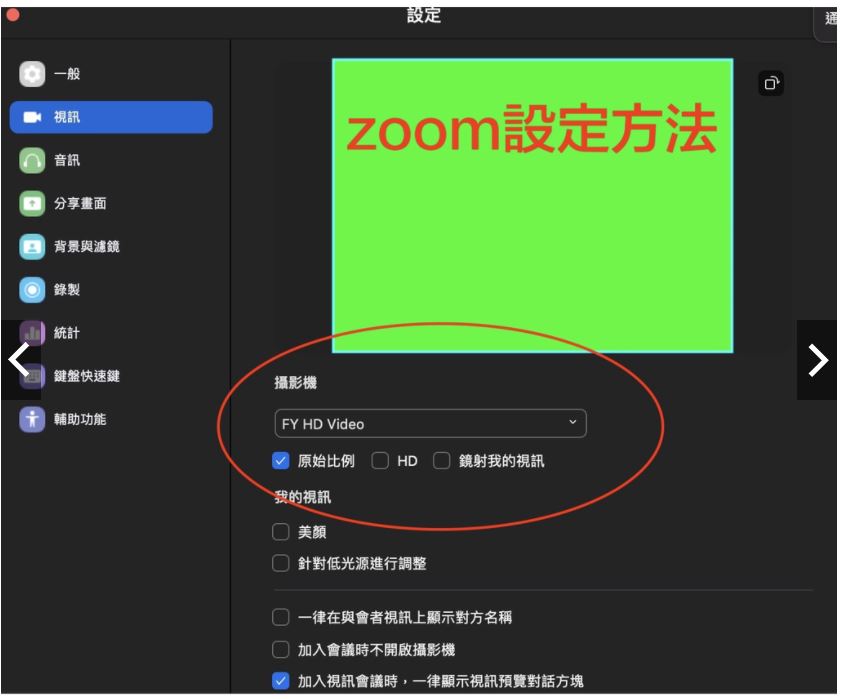 設定
通
一般
視訊
音訊
分享畫面
背景與濾鏡
錄製
統計
鍵盤快速鍵
輔助功能
zoom設定方法
攝影機
FY HD Video
原始比例 HD 鏡射我的視訊
我的視訊
美顏
針對低光源進行調整
一律在與會者視訊上顯示對方名稱
加入會議時不開啟攝影機
加入視訊會議時，一律顯示視訊預覽對話方塊